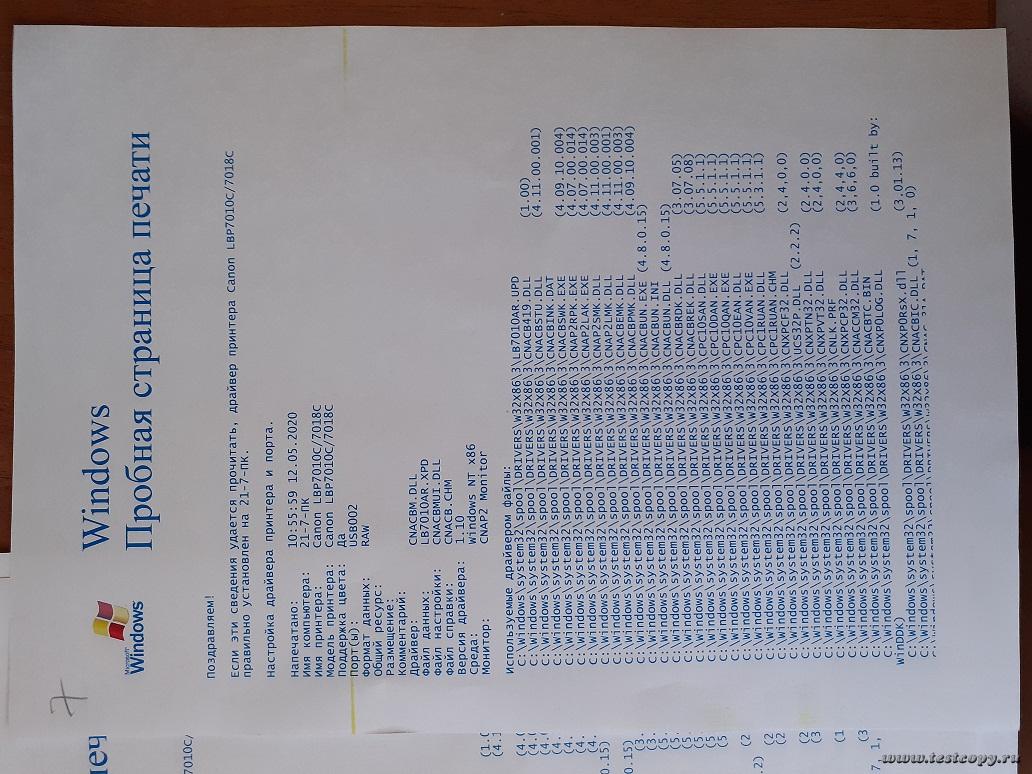 Microsoft
Windows
Windows
Пробная страница печати
Поздравляем!
Если эти сведения удается прочитать, драйвер принтера Canon LBP7010C/7018C
правильно установлен на 21-7-ПК.
Настройка драйвера принтера и порта.
Напечатано: 10:55:59 12.05.2020
Имя компьютера: 21-7-ПК
Имя принтера: Canon LBP7010C/7018C
Модель принтера: Canon LBP7010C/7018C
Поддержка цвета: Да
Порт(ы): USB002
Формат данных: RAW
Общий ресурс:
Размещение:
Комментарий:
Драйвер: CNACBM.DLL
Файл данных: LB7010AR.XPD
Файл настройки: CNACBMUI.DLL
Файл справки: CNACB.CHM
Версия драйвера: 1.10
Среда: Windows NT x86
Монитор: CNAP2 Monitor
Используемые драйвером файлы:
C:\Windows\system32\spool\DRIVERS\W32X86\3\LB7010AR.UPD
C:\Windows\system32\spool\DRIVERS\W32X86\3\CNACB419.DLL (1.00)
C:\Windows\system32\spool\DRIVERS\W32X86\3\CNACBSTU.DLL (4.11.00.001)
C:\Windows\system32\spool\DRIVERS\W32X86\3\CNACBINK.DAT
C:\Windows\system32\spool\DRIVERS\W32X86\3\CNACBSWK.EXE (4.09.10.004)
C:\Windows\system32\spool\DRIVERS\W32X86\3\CNAP2RPK.EXE (4.07.00.014)
C:\Windows\system32\spool\DRIVERS\W32X86\3\CNAP2LAK.EXE (4.07.00.014)
C:\Windows\system32\spool\DRIVERS\W32X86\3\CNAP2SMK.DLL (4.11.00.003)
C:\Windows\system32\spool\DRIVERS\W32X86\3\CNAP2LMK.DLL (4.11.00.001)
C:\Windows\system32\spool\DRIVERS\W32X86\3\CNACBEMK.DLL (4.11.00.003)
C:\Windows\system32\spool\DRIVERS\W32X86\3\CNACBPMK.DLL (4.09.10.004)
C:\Windows\system32\spool\DRIVERS\W32X86\3\CNACBUN.EXE (4.8.0.15)
C:\Windows\system32\spool\DRIVERS\W32X86\3\CNACBUN.INI
C:\Windows\system32\spool\DRIVERS\W32X86\3\CNACBUN.DLL (4.8.0.15)
C:\Windows\system32\spool\DRIVERS\W32X86\3\CNACBRDK.DLL (3.07.05)
C:\Windows\system32\spool\DRIVERS\W32X86\3\CNACBREK.DLL (3.07.08)
C:\Windows\system32\spool\DRIVERS\W32X86\3\CPC1OSAN.DLL (5.5.1.1)
C:\Windows\system32\spool\DRIVERS\W32X86\3\CPC1ODAN.EXE (5.5.1.1)
C:\Windows\system32\spool\DRIVERS\W32X86\3\CPC1OQAN.EXE (5.5.1.1)
C:\Windows\system32\spool\DRIVERS\W32X86\3\CPC1OEAN.DLL (5.5.1.1)
C:\Windows\system32\spool\DRIVERS\W32X86\3\CPC1OVAN.EXE (5.5.1.1)
C:\Windows\system32\spool\DRIVERS\W32X86\3\CPC1RUAN.DLL (5.3.1.1)
C:\Windows\system32\spool\DRIVERS\W32X86\3\CPC1RUAN.CHM
C:\Windows\system32\spool\DRIVERS\W32X86\3\CNXPCF32.DLL (2,4,0,0)
C:\Windows\system32\spool\DRIVERS\W32X86\3\UCS32P.DLL (2.2.2)
C:\Windows\system32\spool\DRIVERS\W32X86\3\CNXPTN32.DLL (2.4.0.0)
C:\Windows\system32\spool\DRIVERS\W32X86\3\CNXPVT32.DLL (2.4.0.0)
C:\Windows\system32\spool\DRIVERS\W32X86\3\CNLK.PRF
C:\Windows\system32\spool\DRIVERS\W32X86\3\CNXPCP32.DLL (2,4,4,0)
C:\Windows\system32\spool\DRIVERS\W32X86\3\CNACCM32.DLL (3,6,6,0)
C:\Windows\system32\spool\DRIVERS\W32X86\3\CNACBTC.BIN
C:\Windows\system32\spool\DRIVERS\W32X86\3\CNXPOLOG.DLL (1.0 built by:
WinDDK)
C:\Windows\system32\spool\DRIVERS\W32X86\3\CNXP0RSX.dll (3.01.13)
C:\Windows\system32\spool\DRIVERS\W32X86\3\CNACBIC.DLL (1, 7, 1, 0)
www.testcopy.ru